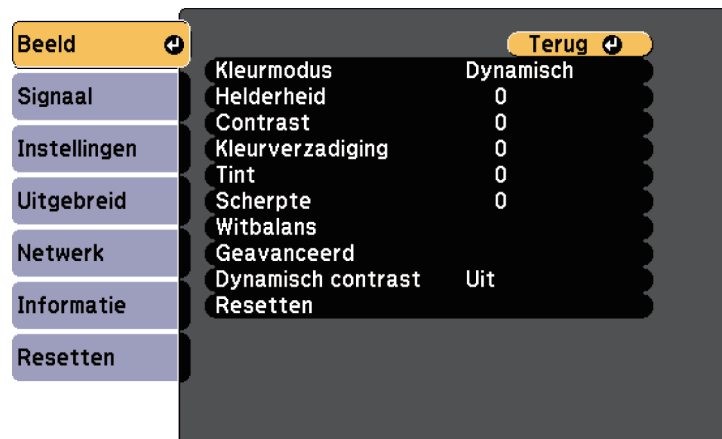 Beeld
Signaal
Instellingen
Uitgebreid
Netwerk
Informatie
Resetten
Terug
Kleurmodus Dynamisch
Helderheid 0
Contrast 0
Kleurverzadiging 0
Tint 0
Scherpte 0
Witbalans
Geavanceerd
Dynamisch contrast Uit
Resetten